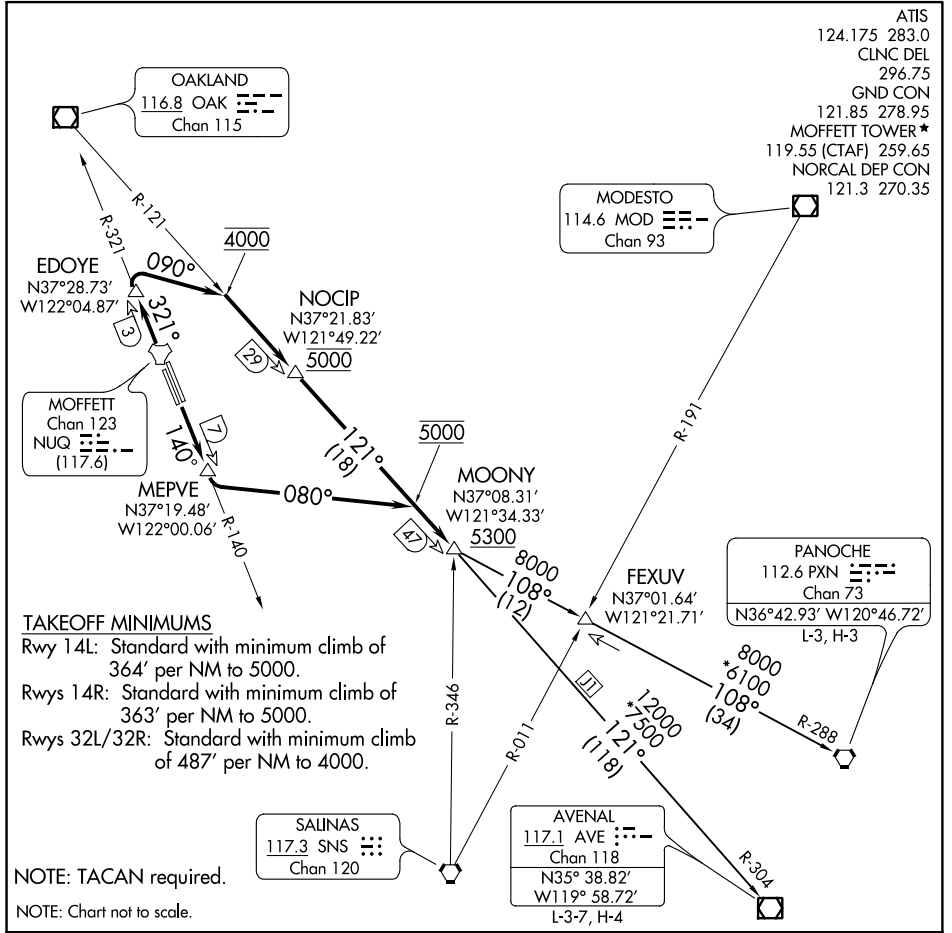 ATIS
124.175 283.0
CLNC DEL
296.75
GND CON
121.85 278.95
MOFFETT TOWER★
119.55 (CTAF) 259.65
NORCAL DEP CON
121.3 270.35
OAKLAND
116.8 OAK
Chan 115
MODESTO
114.6 MOD
Chan 93
R-121
R-321
4000
090°
EDOYE
N37°28.73'
W122°04.87'
3
321°
NOCIP
N37°21.83'
W121°49.22'
5000
29
MOFFETT
Chan 123
NUQ
(117.6)
140°
7
121°
(18)
5000
R-191
MEPVE
N37°19.48'
W122°00.06'
080°
R-140
47
MOONY
N37°08.31'
W121°34.33'
5300
8000
108°
(12)
FEXUV
N37°01.64'
W121°21.71'
PANOCHE
112.6 PXN
Chan 73
N36°42.93' W120°46.72'
L-3, H-3
8000
*6100
108°
(34)
R-288
J1
12000
*7500
121°
(118)
R-304
R-346
R-011
TAKEOFF MINIMUMS
Rwy 14L: Standard with minimum climb of
364' per NM to 5000.
Rwys 14R: Standard with minimum climb of
363' per NM to 5000.
Rwys 32L/32R: Standard with minimum climb
of 487' per NM to 4000.
SALINAS
117.3 SNS
Chan 120
AVENAL
117.1 AVE
Chan 118
N35° 38.82'
W119° 58.72'
L-3-7, H-4
NOTE: TACAN required.
NOTE: Chart not to scale.